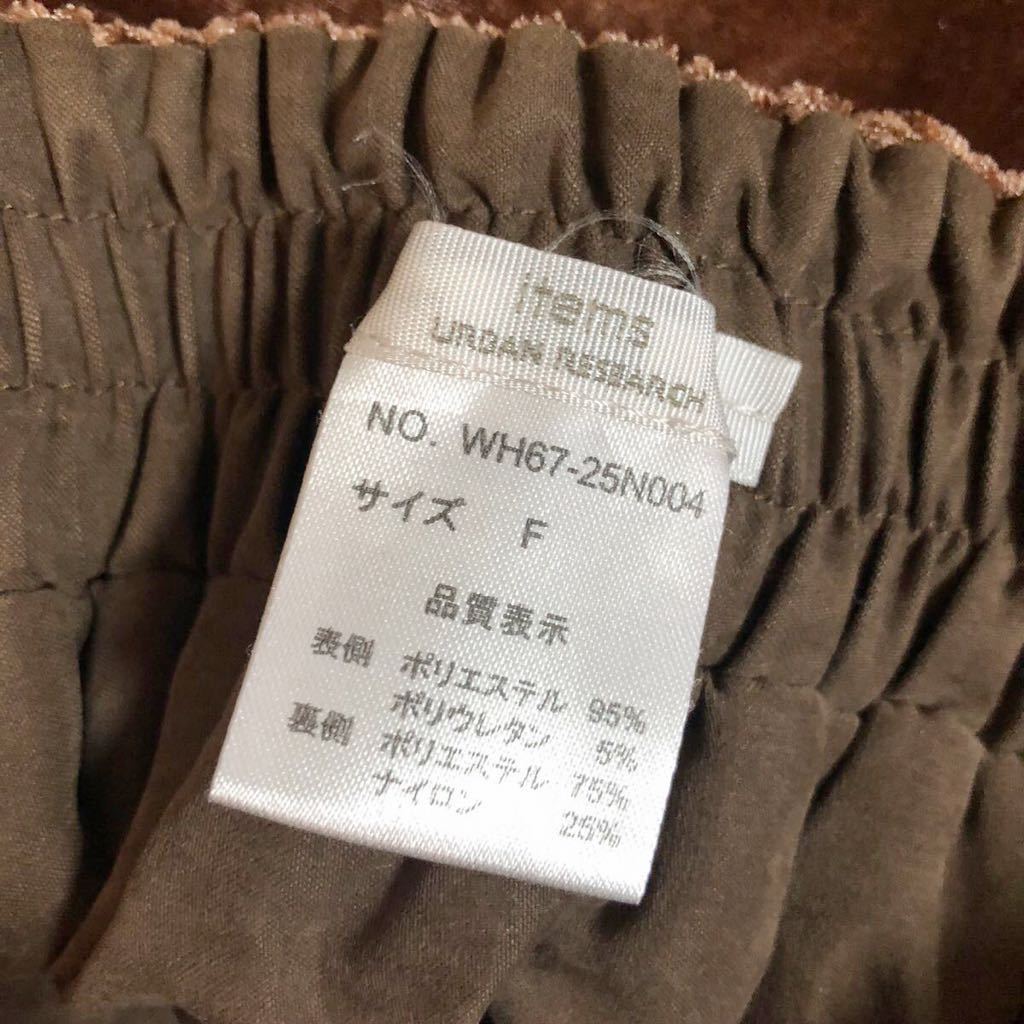 items
URBAN RESEARCH
NO. WH67-25N004
サイズ F
品質表示
表側 ポリエステル 95%
ポリウレタン 5%
裏側 ポリエステル 75%
ナイロン 25%